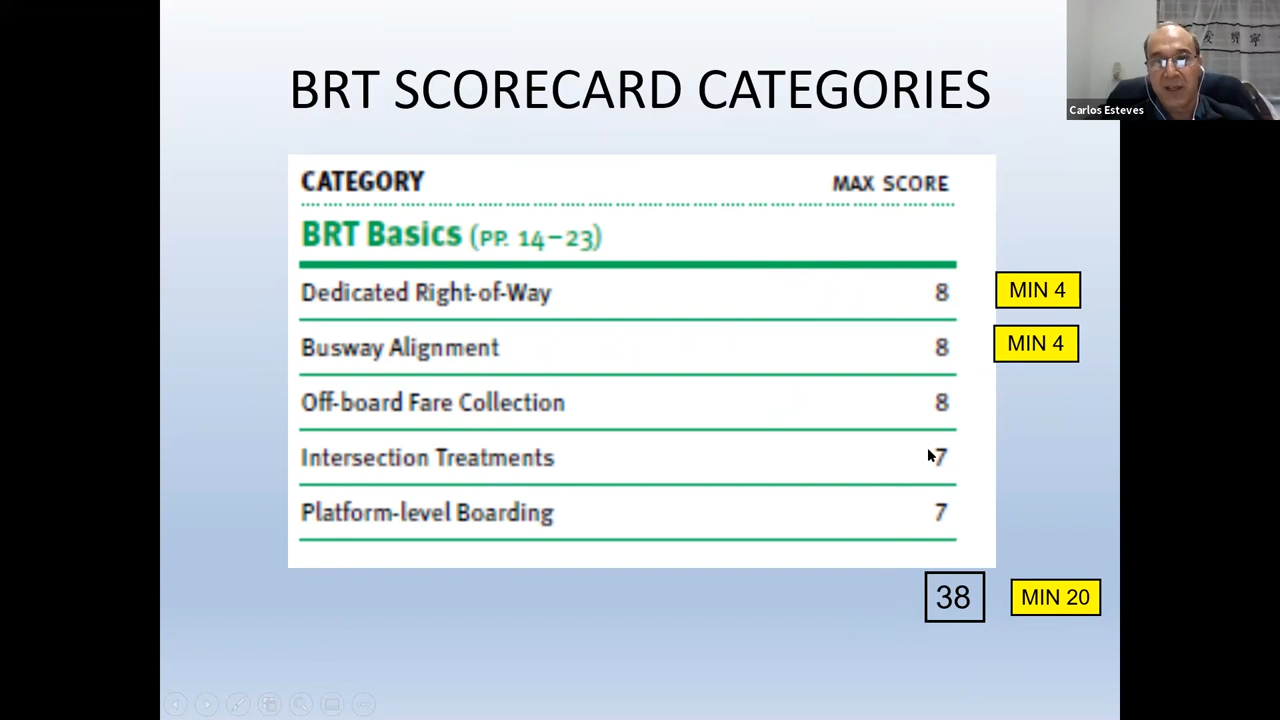 BRT SCORECARD CATEGORIES
CATEGORY MAX SCORE
BRT Basics (PP. 14–23)
Dedicated Right-of-Way 8 MIN 4
Busway Alignment 8 MIN 4
Off-board Fare Collection 8
Intersection Treatments 7
Platform-level Boarding 7
38 MIN 20
Carlos Esteves